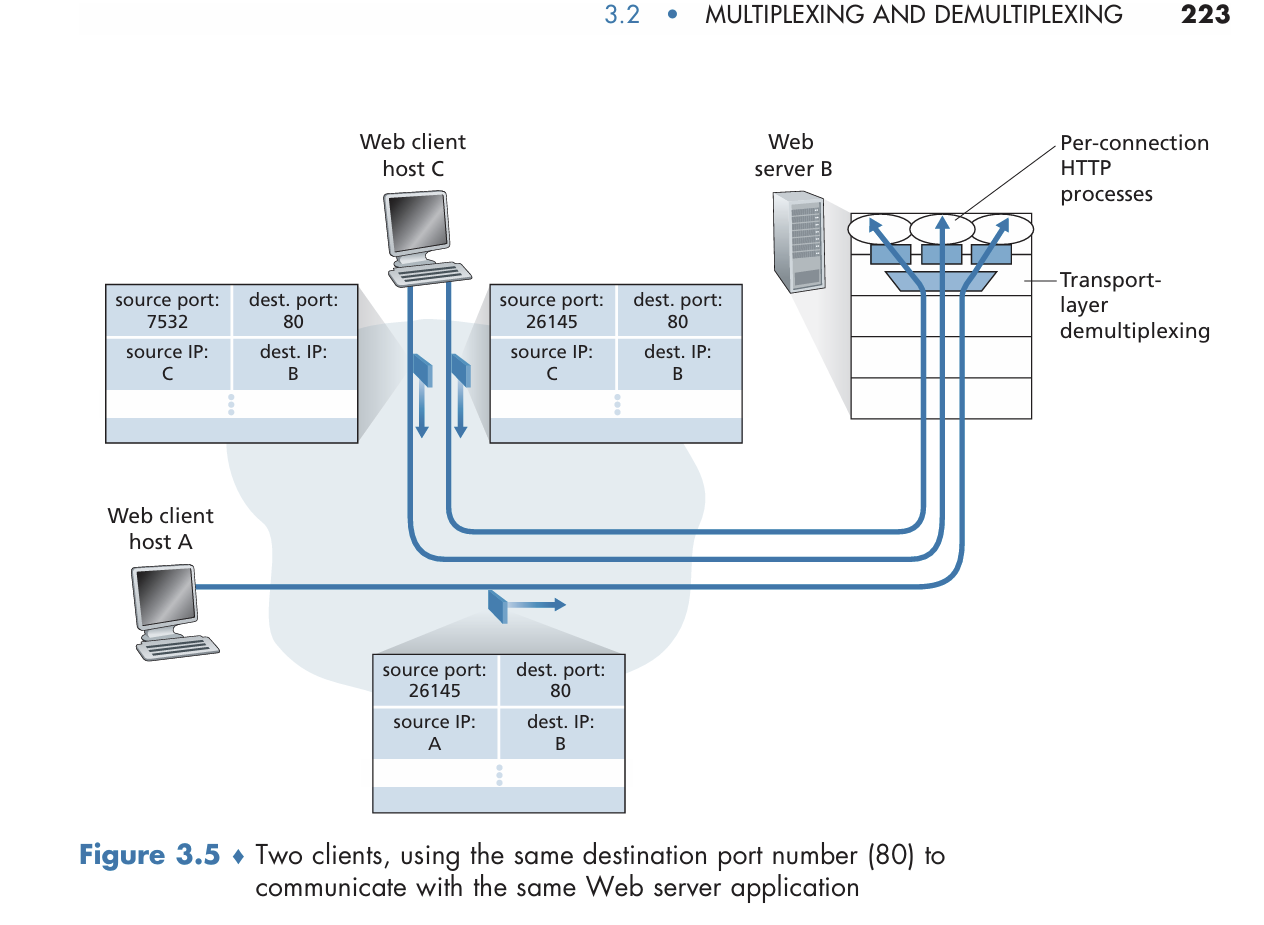 3.2 • MULTIPLEXING AND DEMULTIPLEXING 223
Web client
host C
Web
server B
Per-connection
HTTP
processes
Transport-
layer
demultiplexing
source port:
7532
dest. port:
80
source IP:
C
dest. IP:
B
source port:
26145
dest. port:
80
source IP:
C
dest. IP:
B
Web client
host A
source port:
26145
dest. port:
80
source IP:
A
dest. IP:
B
Figure 3.5 ♦ Two clients, using the same destination port number (80) to
communicate with the same Web server application